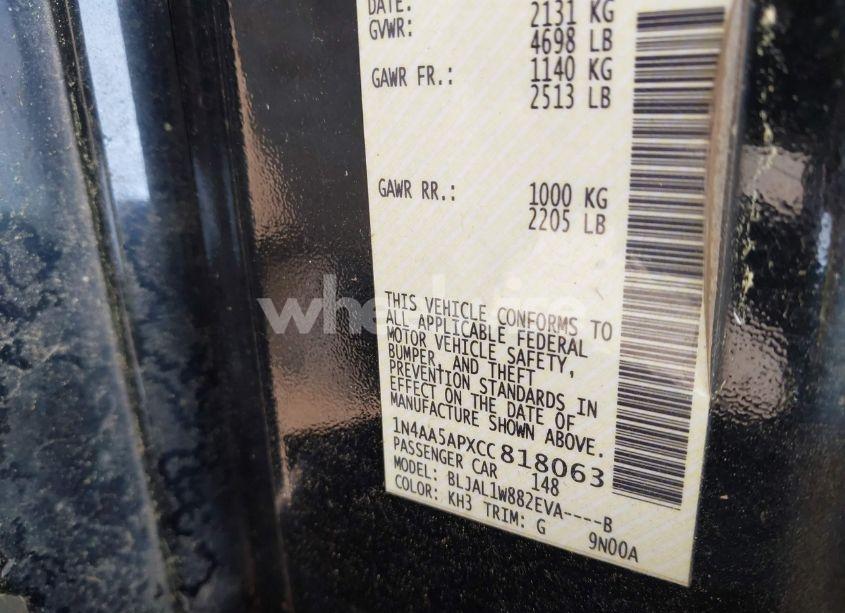 DATE:
2131 KG
GVWR:
4698 LB
GAWR FR.:
1140 KG
2513 LB
GAWR RR.:
1000 KG
2205 LB
THIS VEHICLE CONFORMS TO
ALL APPLICABLE FEDERAL
MOTOR VEHICLE SAFETY,
BUMPER, AND THEFT
PREVENTION STANDARDS IN
EFFECT ON THE DATE OF
MANUFACTURE SHOWN ABOVE.
1N4AA5APXCC818063
PASSENGER CAR 148
MODEL: BLJAL1W882EVA----B
COLOR: KH3 TRIM: G 9N00A